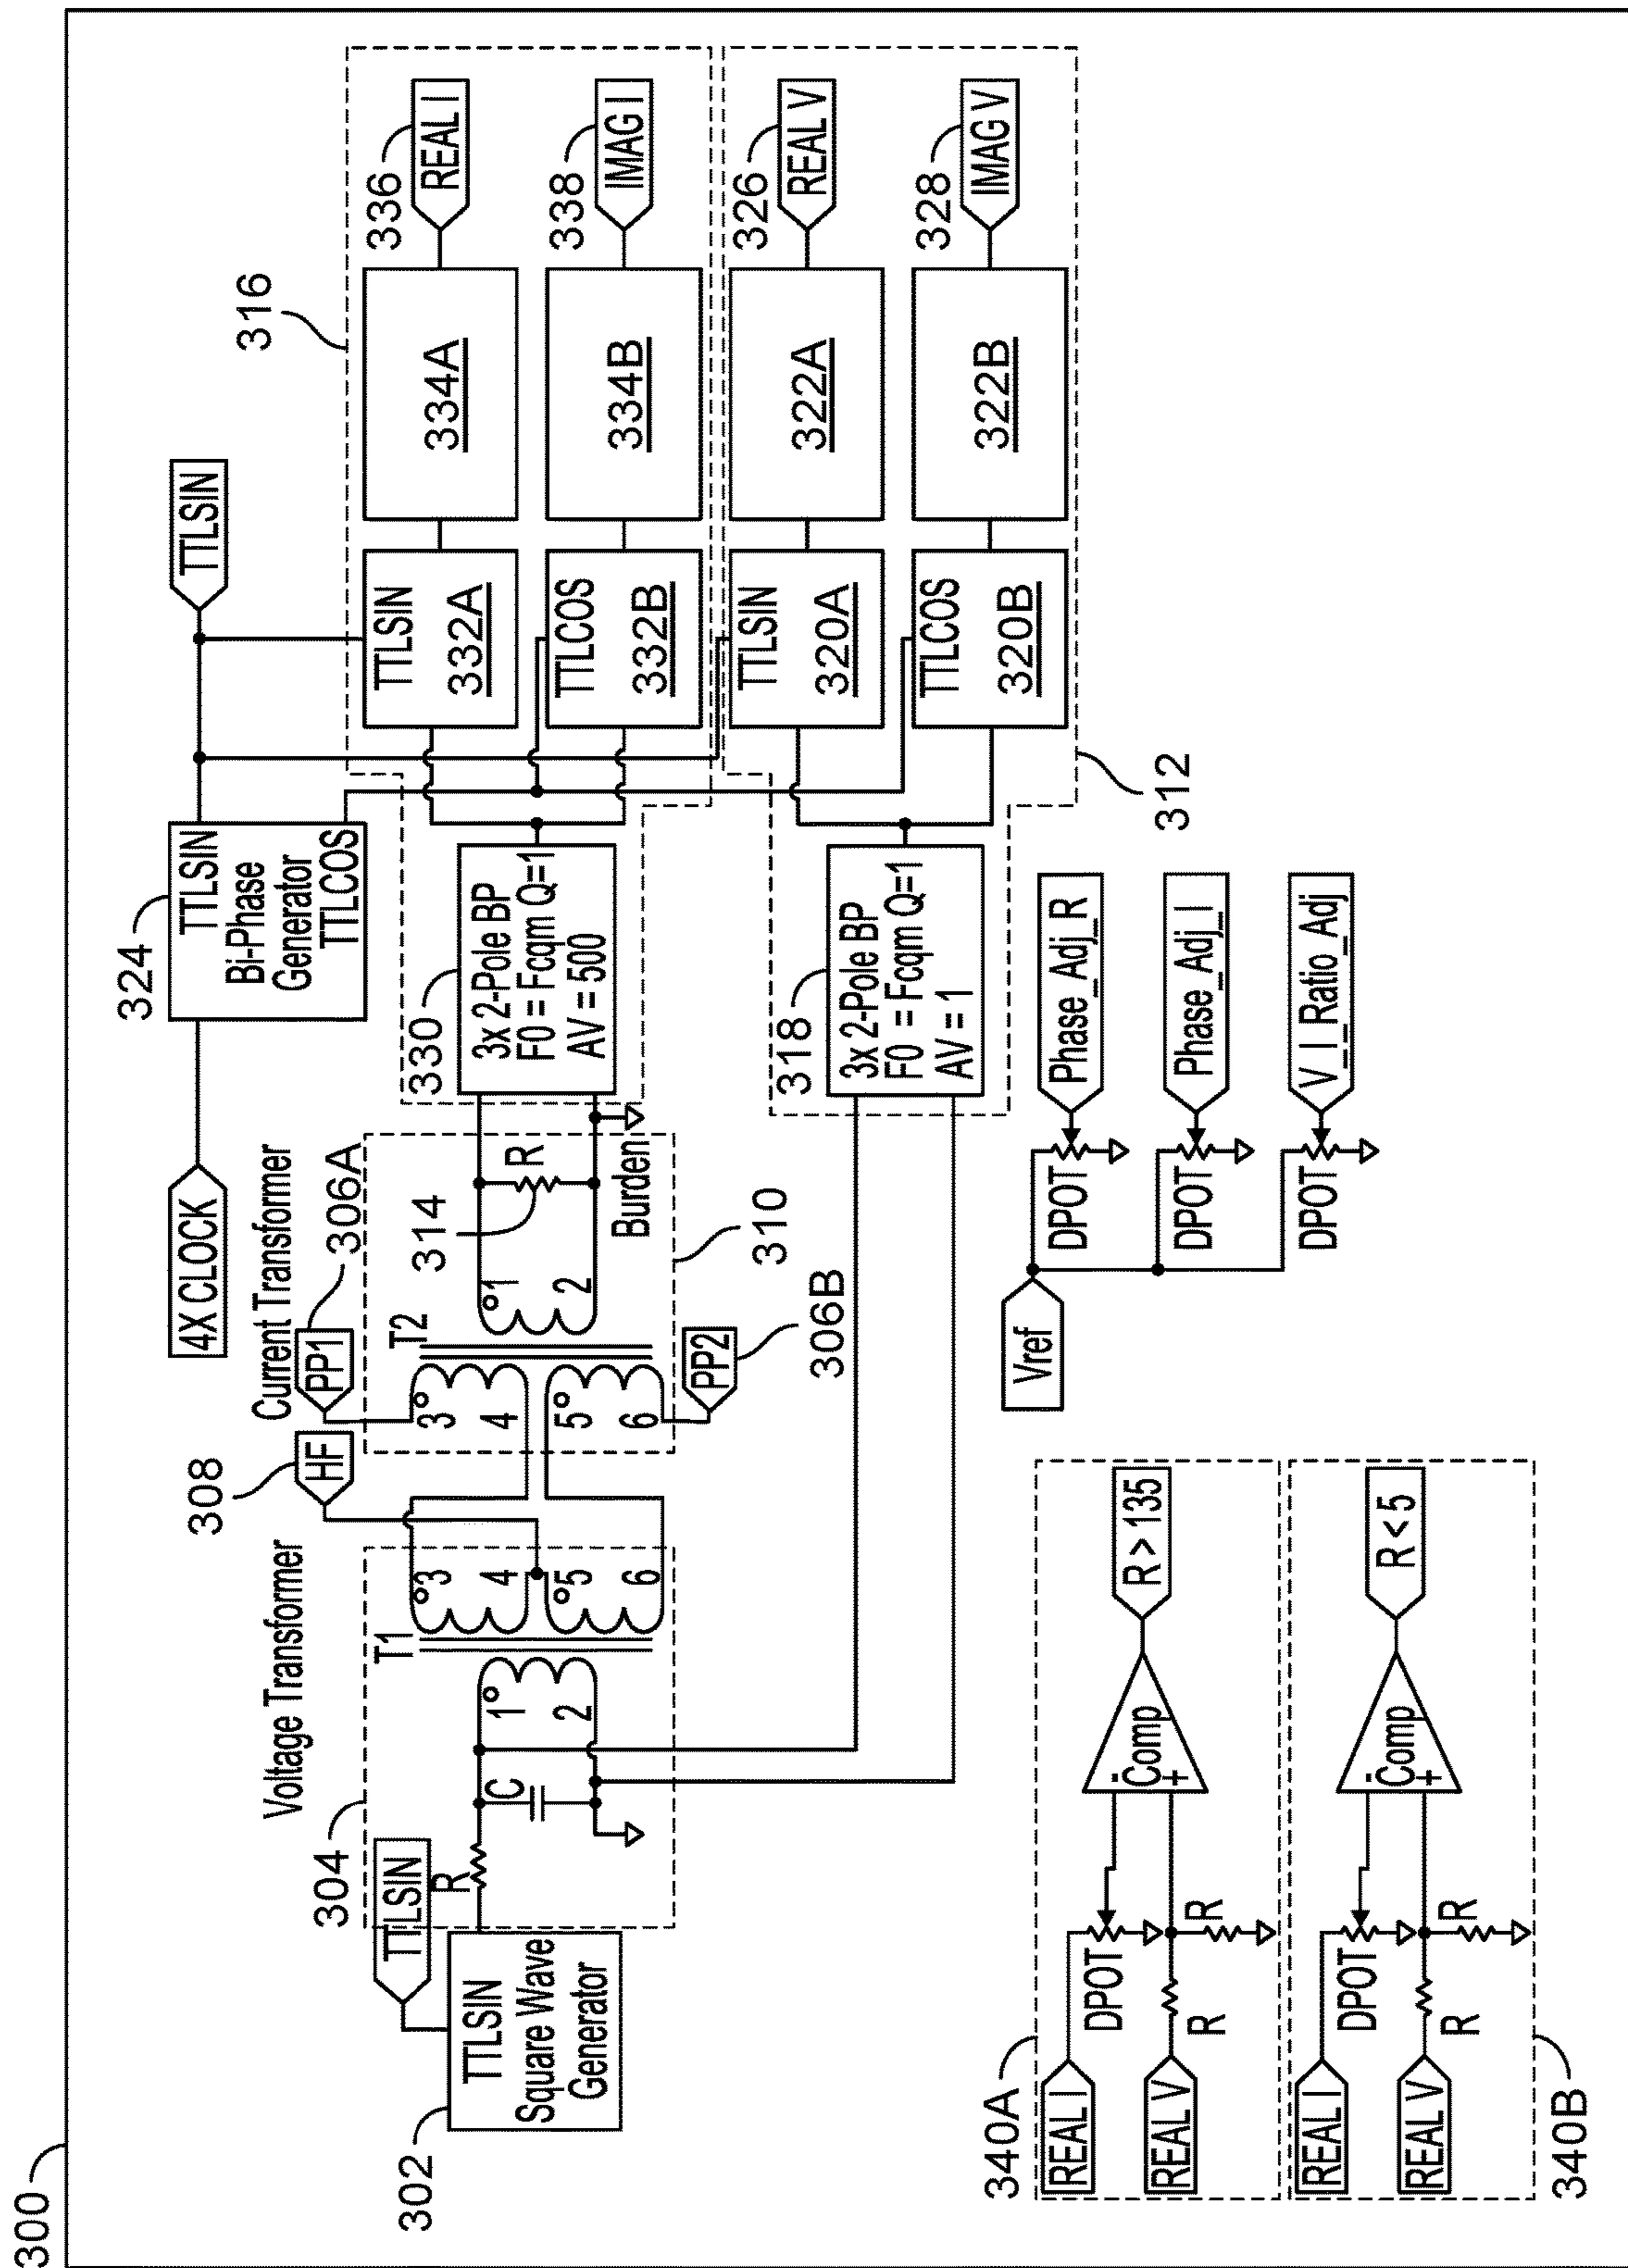 300
324
TTLSIN
Bi-Phase
Generator
TTLCOS
4X CLOCK
TTLSIN
316
336
REAL I
334A
TTLSIN
332A
338
IMAG I
334B
TTLCOS
332B
326
REAL V
322A
TTLSIN
320A
328
IMAG V
322B
TTLCOS
320B
312
330
3x 2-Pole BP
F0 = Fcqm Q=1
AV = 500
318
3x 2-Pole BP
F0 = Fcqm Q=1
AV = 1
Current Transformer
306A
PP1
308
HF
T2
3
4
5
6
1
2
314
R
Burden
310
PP2
306B
Voltage Transformer
304
T1
3
4
5
6
1
2
C
R
TTLSIN
302
TTLSIN
Square Wave
Generator
Vref
DPOT
Phase_Adj_R
DPOT
Phase_Adj_I
DPOT
V_I_Ratio_Adj
340A
REAL I
DPOT
REAL V
R
R
-
Comp
+
R > 135
340B
REAL I
DPOT
REAL V
R
R
-
Comp
+
R < 5